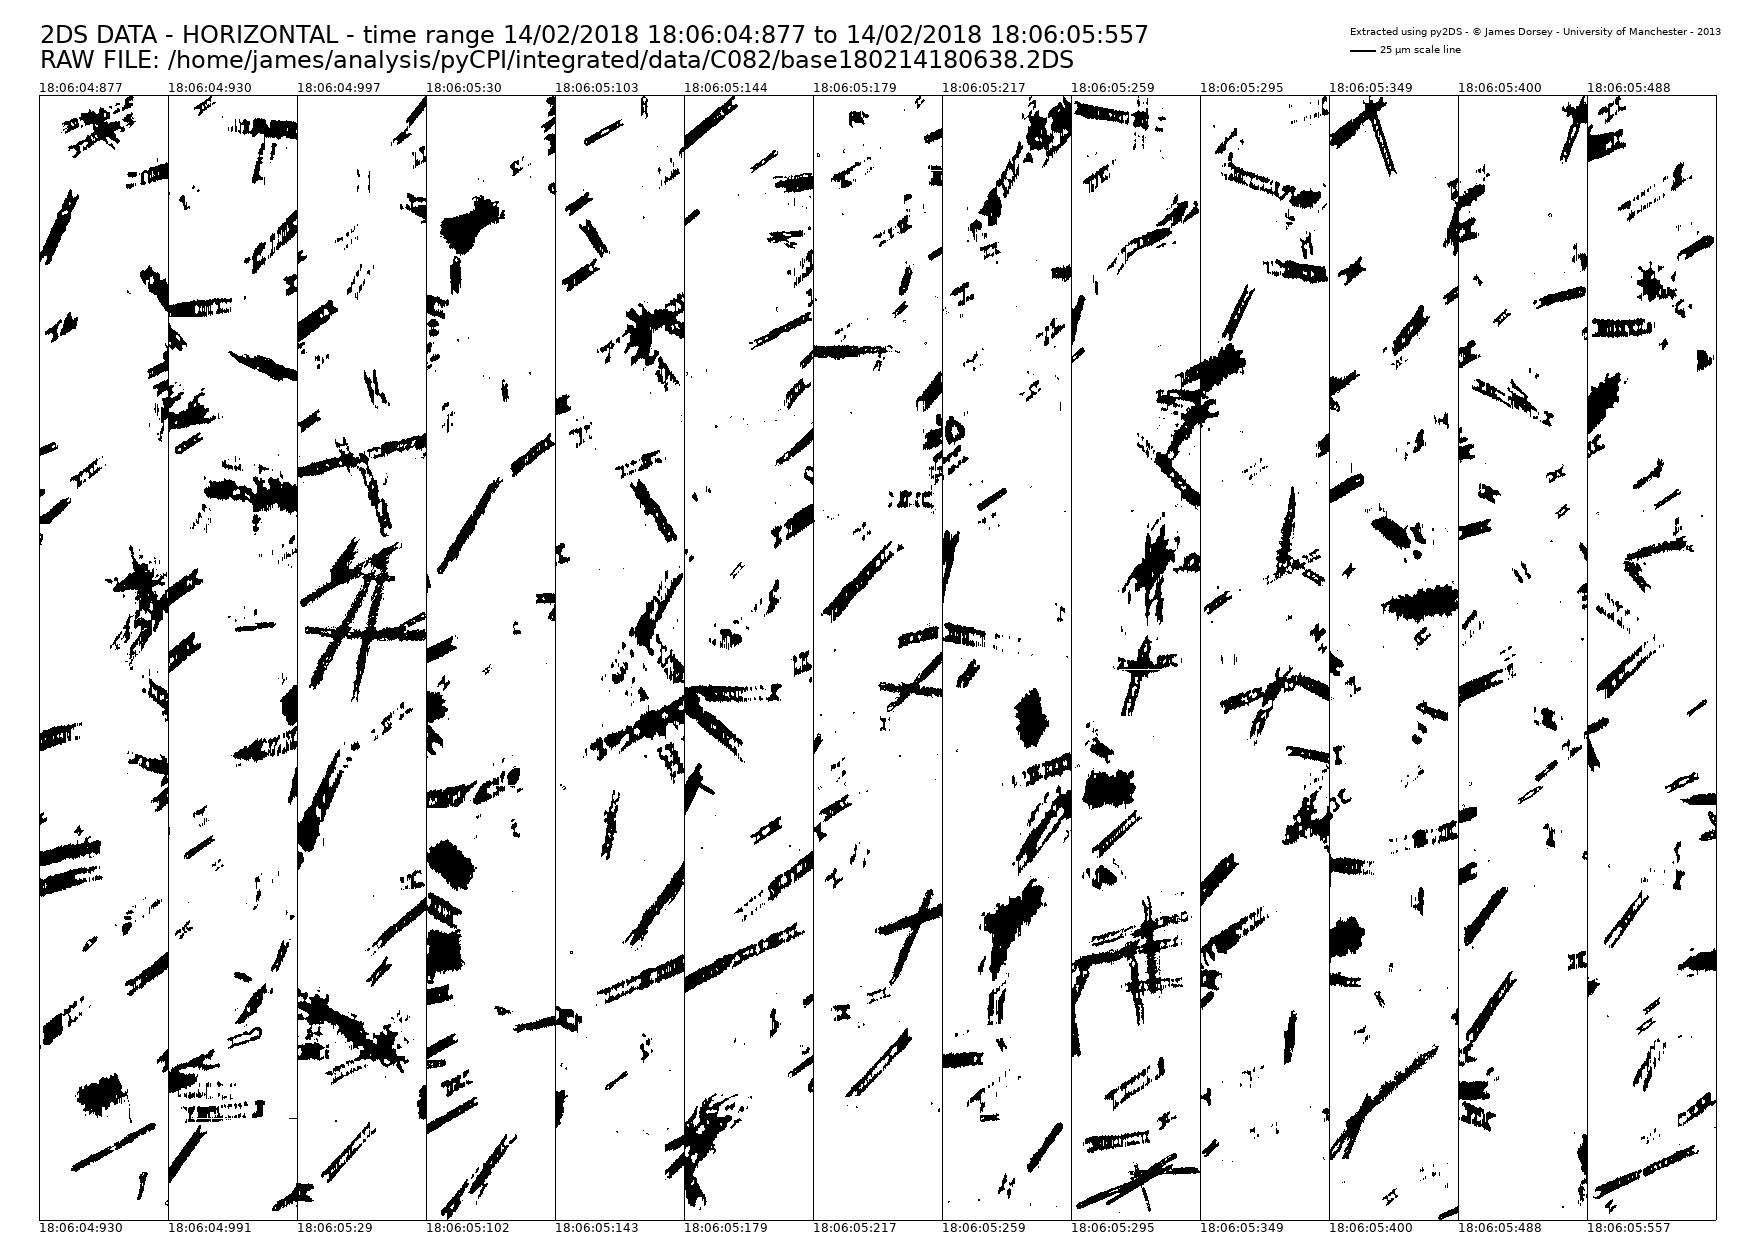 2DS DATA - HORIZONTAL - time range 14/02/2018 18:06:04:877 to 14/02/2018 18:06:05:557
RAW FILE: /home/james/analysis/pyCPI/integrated/data/C082/base180214180638.2DS
Extracted using py2DS - © James Dorsey - University of Manchester - 2013
25 µm scale line
18:06:04:877 18:06:04:930 18:06:04:997 18:06:05:30 18:06:05:103 18:06:05:144 18:06:05:179 18:06:05:217 18:06:05:259 18:06:05:295 18:06:05:349 18:06:05:400 18:06:05:488
18:06:04:930 18:06:04:991 18:06:05:29 18:06:05:102 18:06:05:143 18:06:05:179 18:06:05:217 18:06:05:259 18:06:05:295 18:06:05:349 18:06:05:400 18:06:05:488 18:06:05:557